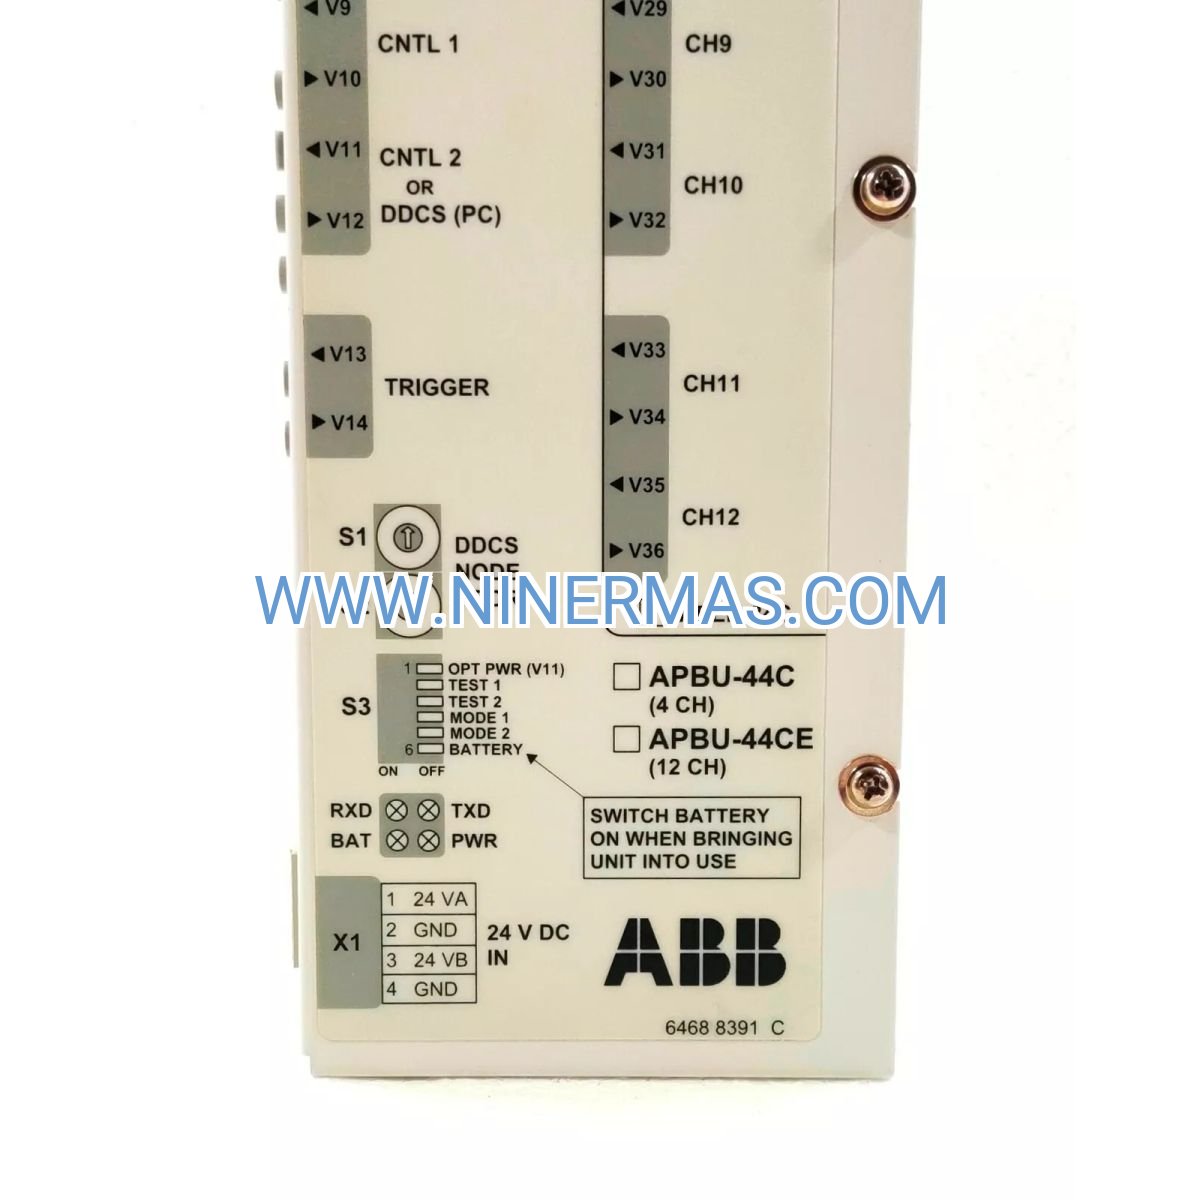 V9
CNTL 1
V10
V11
CNTL 2
OR
DDCS (PC)
V12
V13
TRIGGER
V14
S1
DDCS
NODE
V29
CH9
V30
V31
CH10
V32
V33
CH11
V34
V35
CH12
V36
WWW.NINERMAS.COM
S3
1 OPT PWR (V11)
TEST 1
TEST 2
MODE 1
MODE 2
6 BATTERY
ON OFF
APBU-44C
(4 CH)
APBU-44CE
(12 CH)
SWITCH BATTERY
ON WHEN BRINGING
UNIT INTO USE
RXD TXD
BAT PWR
X1
1 24 VA
2 GND
3 24 VB
4 GND
24 V DC
IN
ABB
6468 8391 C